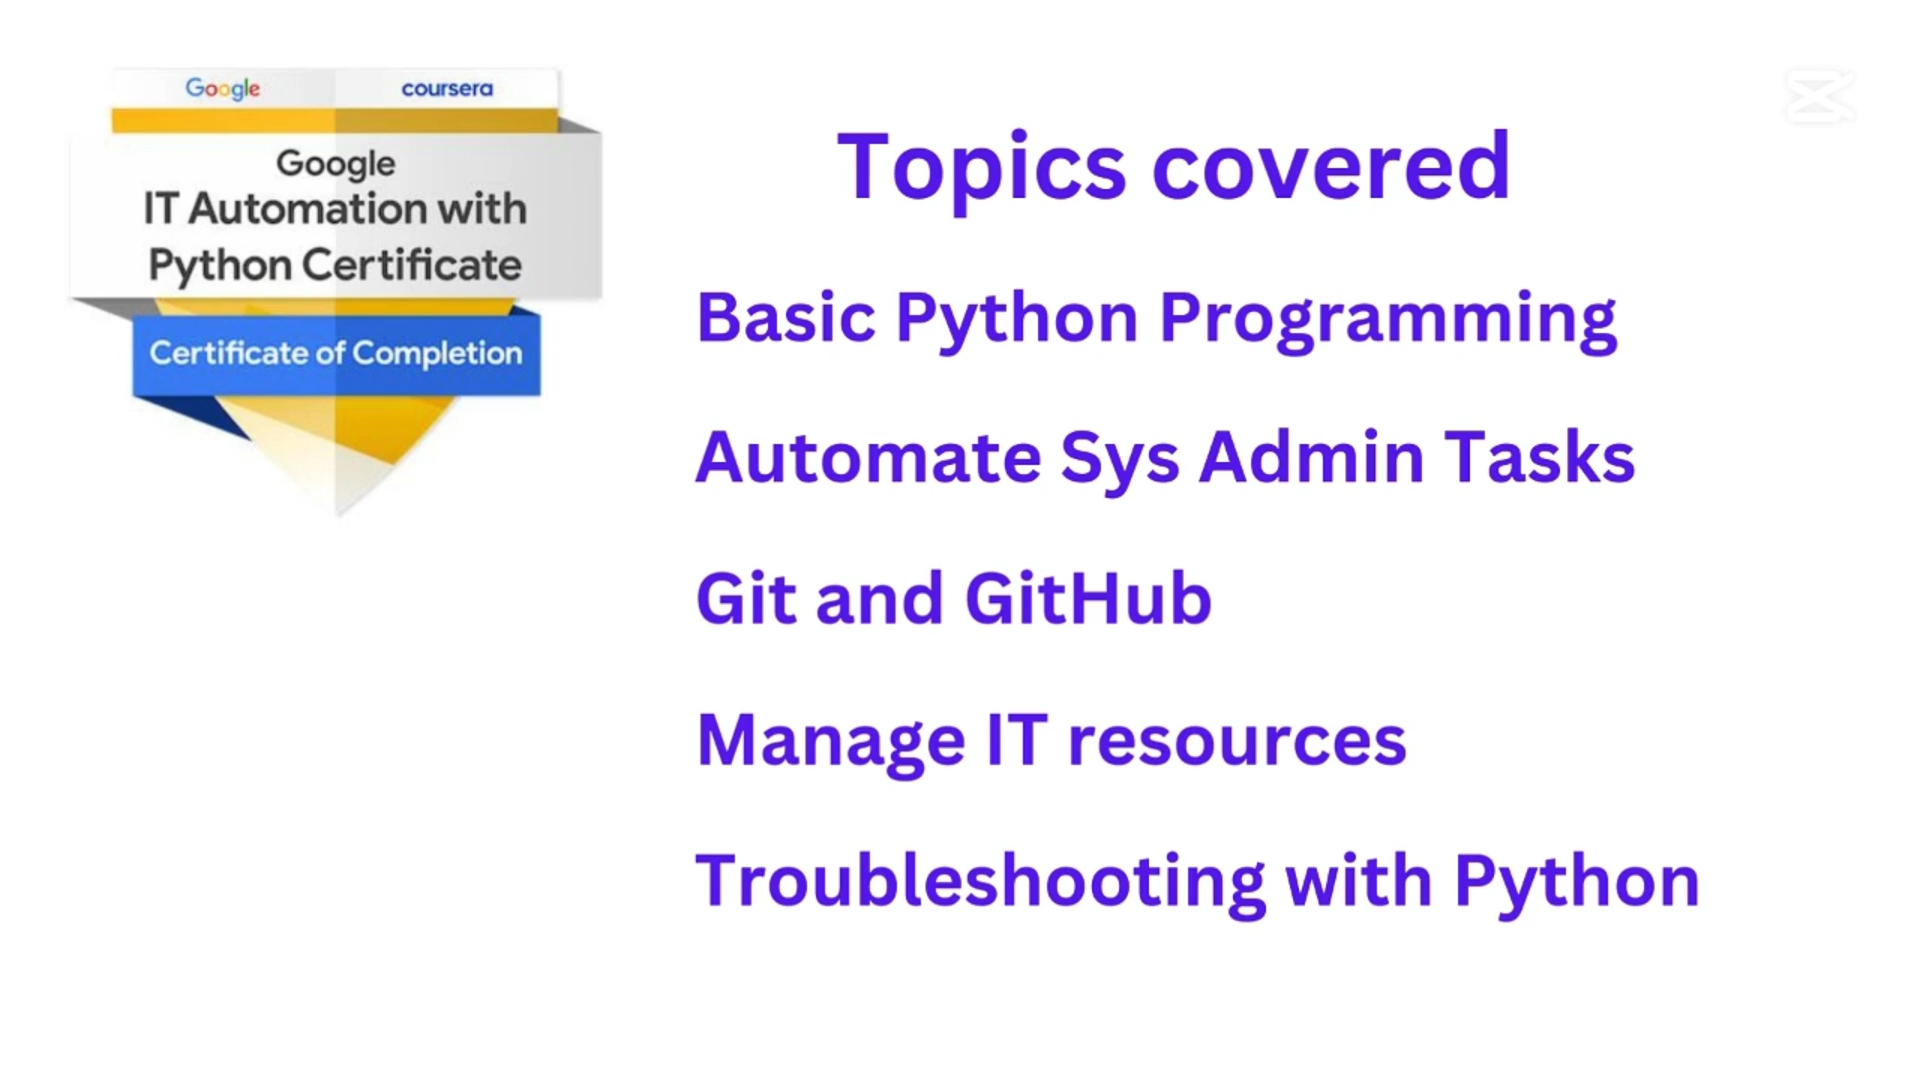 Google
coursera
Google
IT Automation with
Python Certificate
Certificate of Completion
Topics covered
Basic Python Programming
Automate Sys Admin Tasks
Git and GitHub
Manage IT resources
Troubleshooting with Python